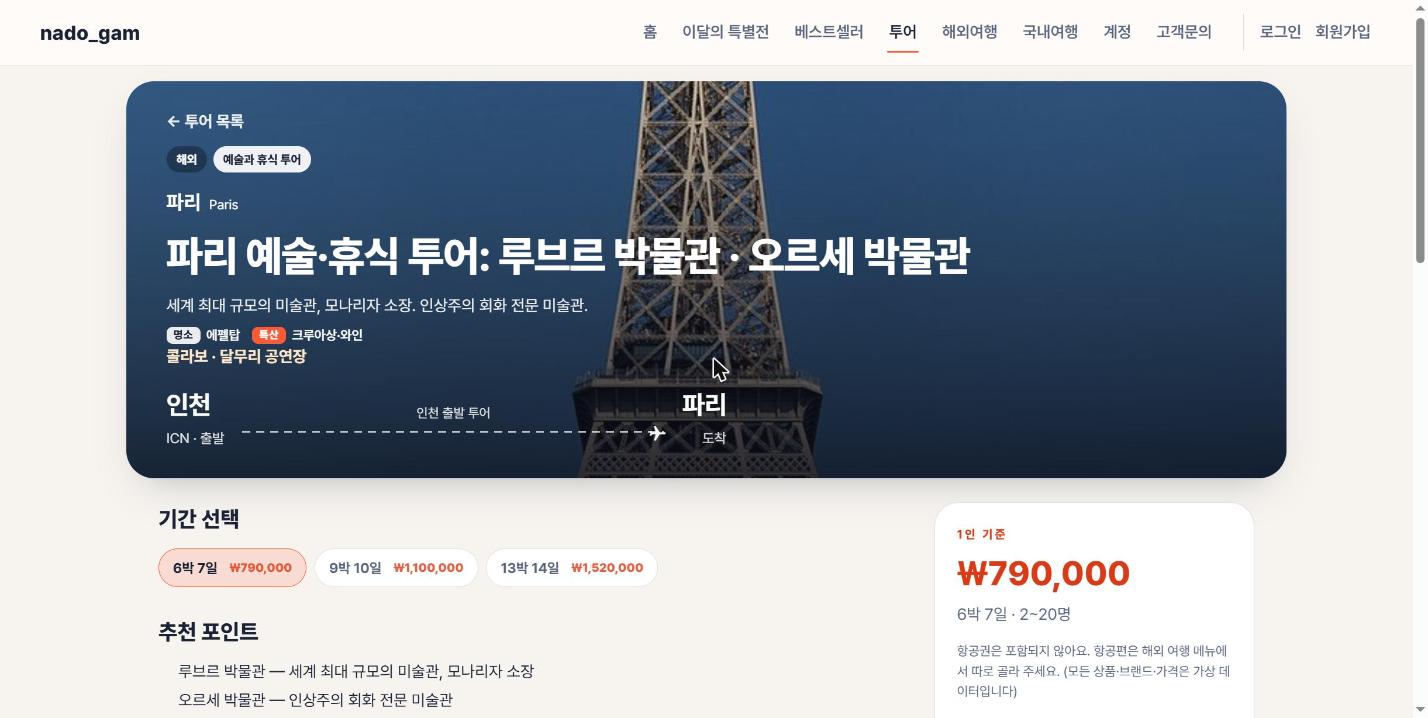 nado_gam
홈 이달의 특별전 베스트셀러 투어 해외여행 국내여행 계정 고객문의 로그인 회원가입
← 투어 목록
해외 예술과 휴식 투어
파리 Paris
파리 예술·휴식 투어: 루브르 박물관 · 오르세 박물관
세계 최대 규모의 미술관, 모나리자 소장. 인상주의 회화 전문 미술관.
명소 에펠탑 특산 크루아상·와인
콜라보 · 달무리 공연장
인천 인천 출발 투어 파리
ICN · 출발 도착
기간 선택
6박 7일 ₩790,000 9박 10일 ₩1,100,000 13박 14일 ₩1,520,000
추천 포인트
루브르 박물관 — 세계 최대 규모의 미술관, 모나리자 소장
오르세 박물관 — 인상주의 회화 전문 미술관
1인 기준
₩790,000
6박 7일 · 2~20명
항공권은 포함되지 않아요. 항공편은 해외 여행 메뉴에
서 따로 골라 주세요. (모든 상품·브랜드·가격은 가상 데
이터입니다)